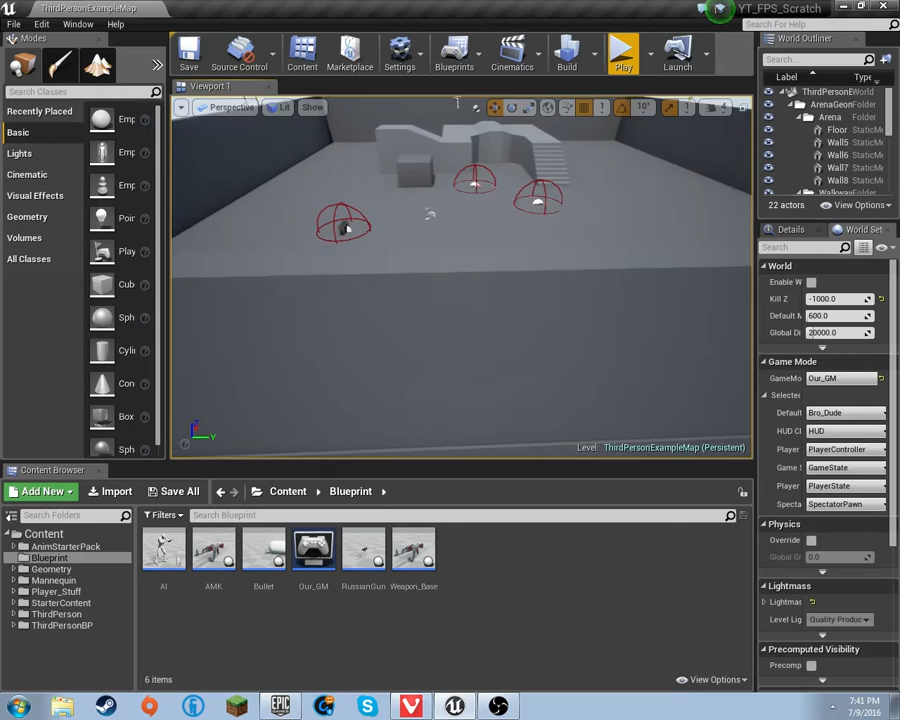 ThirdPersonExampleMap
YT_FPS_Scratch
File Edit Window Help
Search For Help
Modes
Search Classes
Recently Placed
Basic
Lights
Cinematic
Visual Effects
Geometry
Volumes
All Classes
Emp
Emp
Emp
Poin
Play
Cub
Sph
Cyli
Con
Box
Sph
Save
Source Control
Content
Marketplace
Settings
Blueprints
Cinematics
Build
Play
Launch
Viewport 1
Perspective Lit Show
10°
4
Level: ThirdPersonExampleMap (Persistent)
World Outliner
Search...
Label Type
ThirdPersonE World
ArenaGeon Folder
Arena Folder
Floor StaticMe
Wall5 StaticMe
Wall6 StaticMe
Wall7 StaticMe
Wall8 StaticMe
Walkway Folder
22 actors
View Options
Details World Set
Search
World
Enable W
Kill Z -1000.0
Default M 600.0
Global Di 20000.0
Game Mode
GameMo Our_GM
Selected
Default Bro_Dude
HUD Cl HUD
Player PlayerController
Game S GameState
Player PlayerState
Specta SpectatorPawn
Physics
Override
Global Gr 0.0
Lightmass
Lightmas
Level Lig Quality Produc
Precomputed Visibility
Precomp
Content Browser
Add New Import Save All Content Blueprint
Search Folders
Filters Search Blueprint
Content
AnimStarterPack
Blueprint
Geometry
Mannequin
Player_Stuff
StarterContent
ThirdPerson
ThirdPersonBP
AI AMK Bullet Our_GM RussianGun Weapon_Base
6 items
View Options
EPIC
GAMES
7:41 PM
7/9/2016